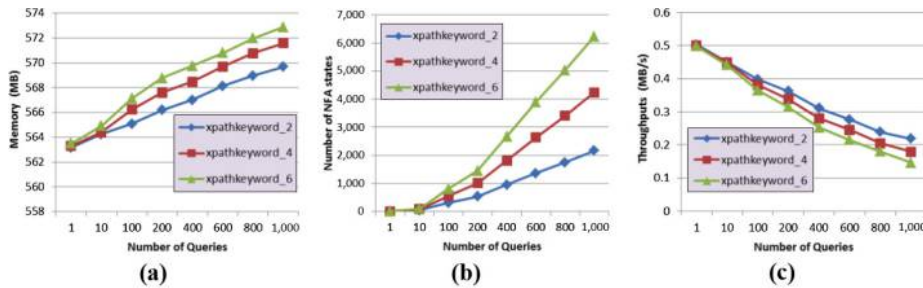 574
572
570
568
566
564
562
560
558
Memory (MB)
xpathkeyword_2
xpathkeyword_4
xpathkeyword_6
1 10 100 200 400 600 800 1,000
Number of Queries
(a)
7,000
6,000
5,000
4,000
3,000
2,000
1,000
0
Number of NFA states
xpathkeyword_2
xpathkeyword_4
xpathkeyword_6
1 10 100 200 400 600 800 1,000
Number of Queries
(b)
0.6
0.5
0.4
0.3
0.2
0.1
0
Throughputs (MB/s)
xpathkeyword_2
xpathkeyword_4
xpathkeyword_6
1 10 100 200 400 600 800 1,000
Number of Queries
(c)